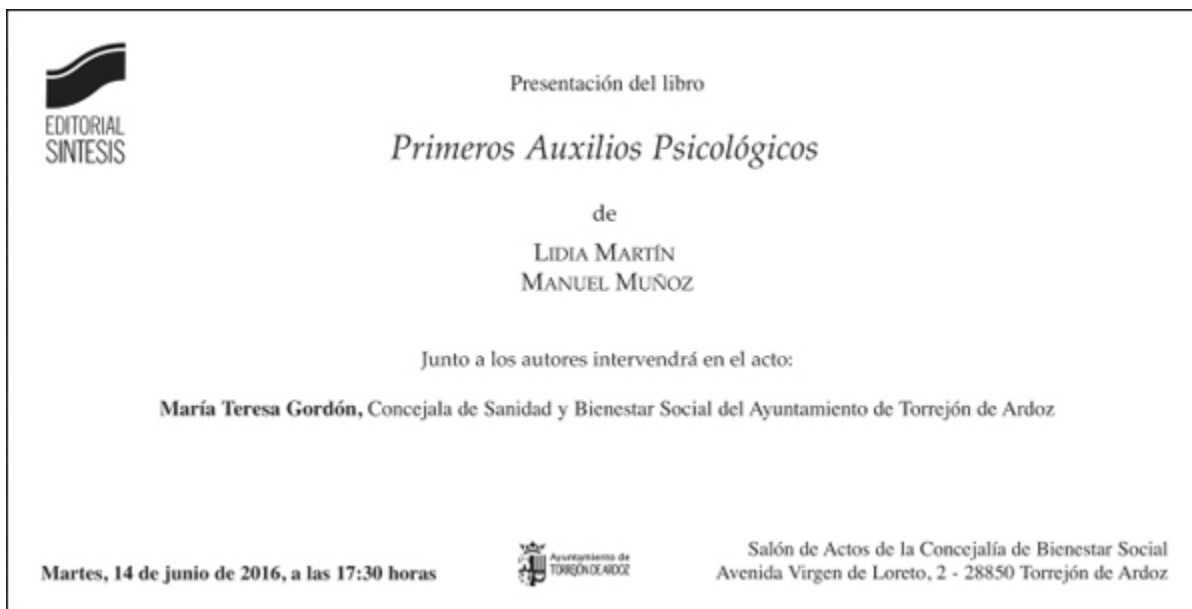 EDITORIAL
SINTESIS
Presentación del libro
Primeros Auxilios Psicológicos
de
LIDIA MARTÍN
MANUEL MUÑOZ
Junto a los autores intervendrá en el acto:
María Teresa Gordón, Concejala de Sanidad y Bienestar Social del Ayuntamiento de Torrejón de Ardoz
Martes, 14 de junio de 2016, a las 17:30 horas
Ayuntamiento de
TORREJÓN DE ARDOZ
Salón de Actos de la Concejalía de Bienestar Social
Avenida Virgen de Loreto, 2 - 28850 Torrejón de Ardoz